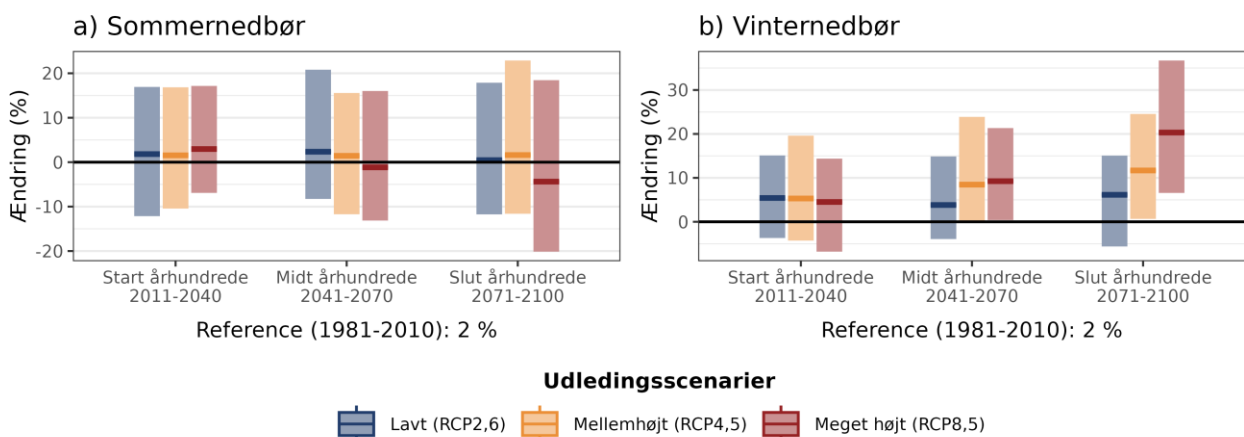 a) Sommernedbør
Ændring (%)
20
10
0
-10
-20
Start århundrede
2011-2040
Midt århundrede
2041-2070
Slut århundrede
2071-2100
Reference (1981-2010): 2 %
b) Vinternedbør
Ændring (%)
30
20
10
0
Start århundrede
2011-2040
Midt århundrede
2041-2070
Slut århundrede
2071-2100
Reference (1981-2010): 2 %
Udledingsscenarier
Lavt (RCP2,6)
Mellemhøjt (RCP4,5)
Meget højt (RCP8,5)